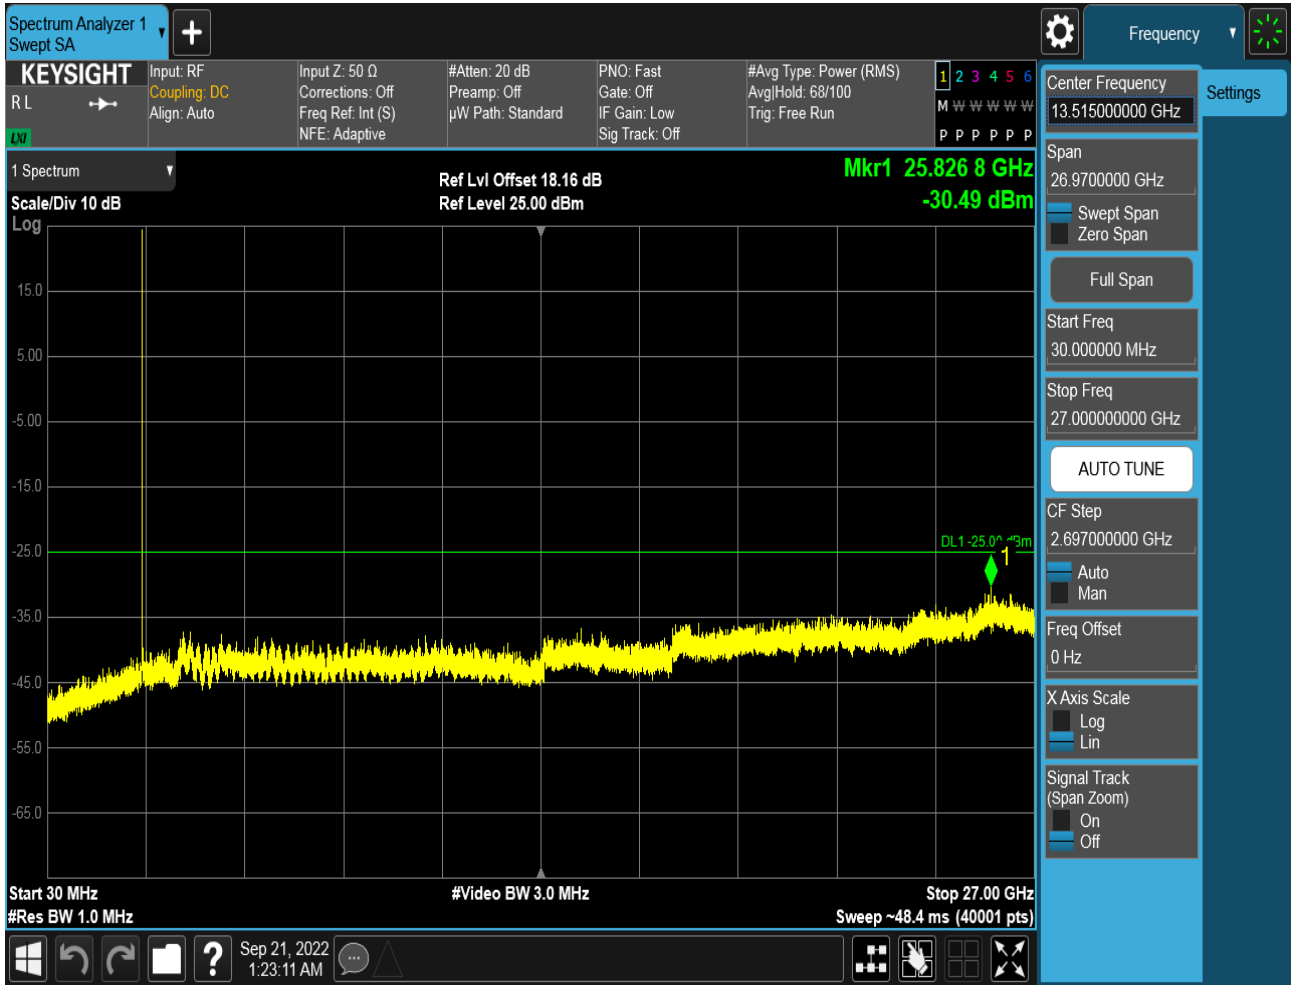 Spectrum Analyzer 1
Swept SA
Frequency
KEYSIGHT
R L
LXI
Input: RF
Coupling: DC
Align: Auto
Input Z: 50 Ω
Corrections: Off
Freq Ref: Int (S)
NFE: Adaptive
#Atten: 20 dB
Preamp: Off
µW Path: Standard
PNO: Fast
Gate: Off
IF Gain: Low
Sig Track: Off
#Avg Type: Power (RMS)
Avg|Hold: 68/100
Trig: Free Run
1 2 3 4 5 6
M W W W W W
P P P P P P
1 Spectrum
Scale/Div 10 dB
Log
Ref Lvl Offset 18.16 dB
Ref Level 25.00 dBm
Mkr1 25.826 8 GHz
-30.49 dBm
15.0
5.00
-5.00
-15.0
-25.0
-35.0
-45.0
-55.0
-65.0
DL1 -25.00 dBm
1
Start 30 MHz
#Res BW 1.0 MHz
#Video BW 3.0 MHz
Stop 27.00 GHz
Sweep ~48.4 ms (40001 pts)
Center Frequency
13.515000000 GHz
Settings
Span
26.9700000 GHz
Swept Span
Zero Span
Full Span
Start Freq
30.000000 MHz
Stop Freq
27.000000000 GHz
AUTO TUNE
CF Step
2.697000000 GHz
Auto
Man
Freq Offset
0 Hz
X Axis Scale
Log
Lin
Signal Track
(Span Zoom)
On
Off
?
Sep 21, 2022
1:23:11 AM